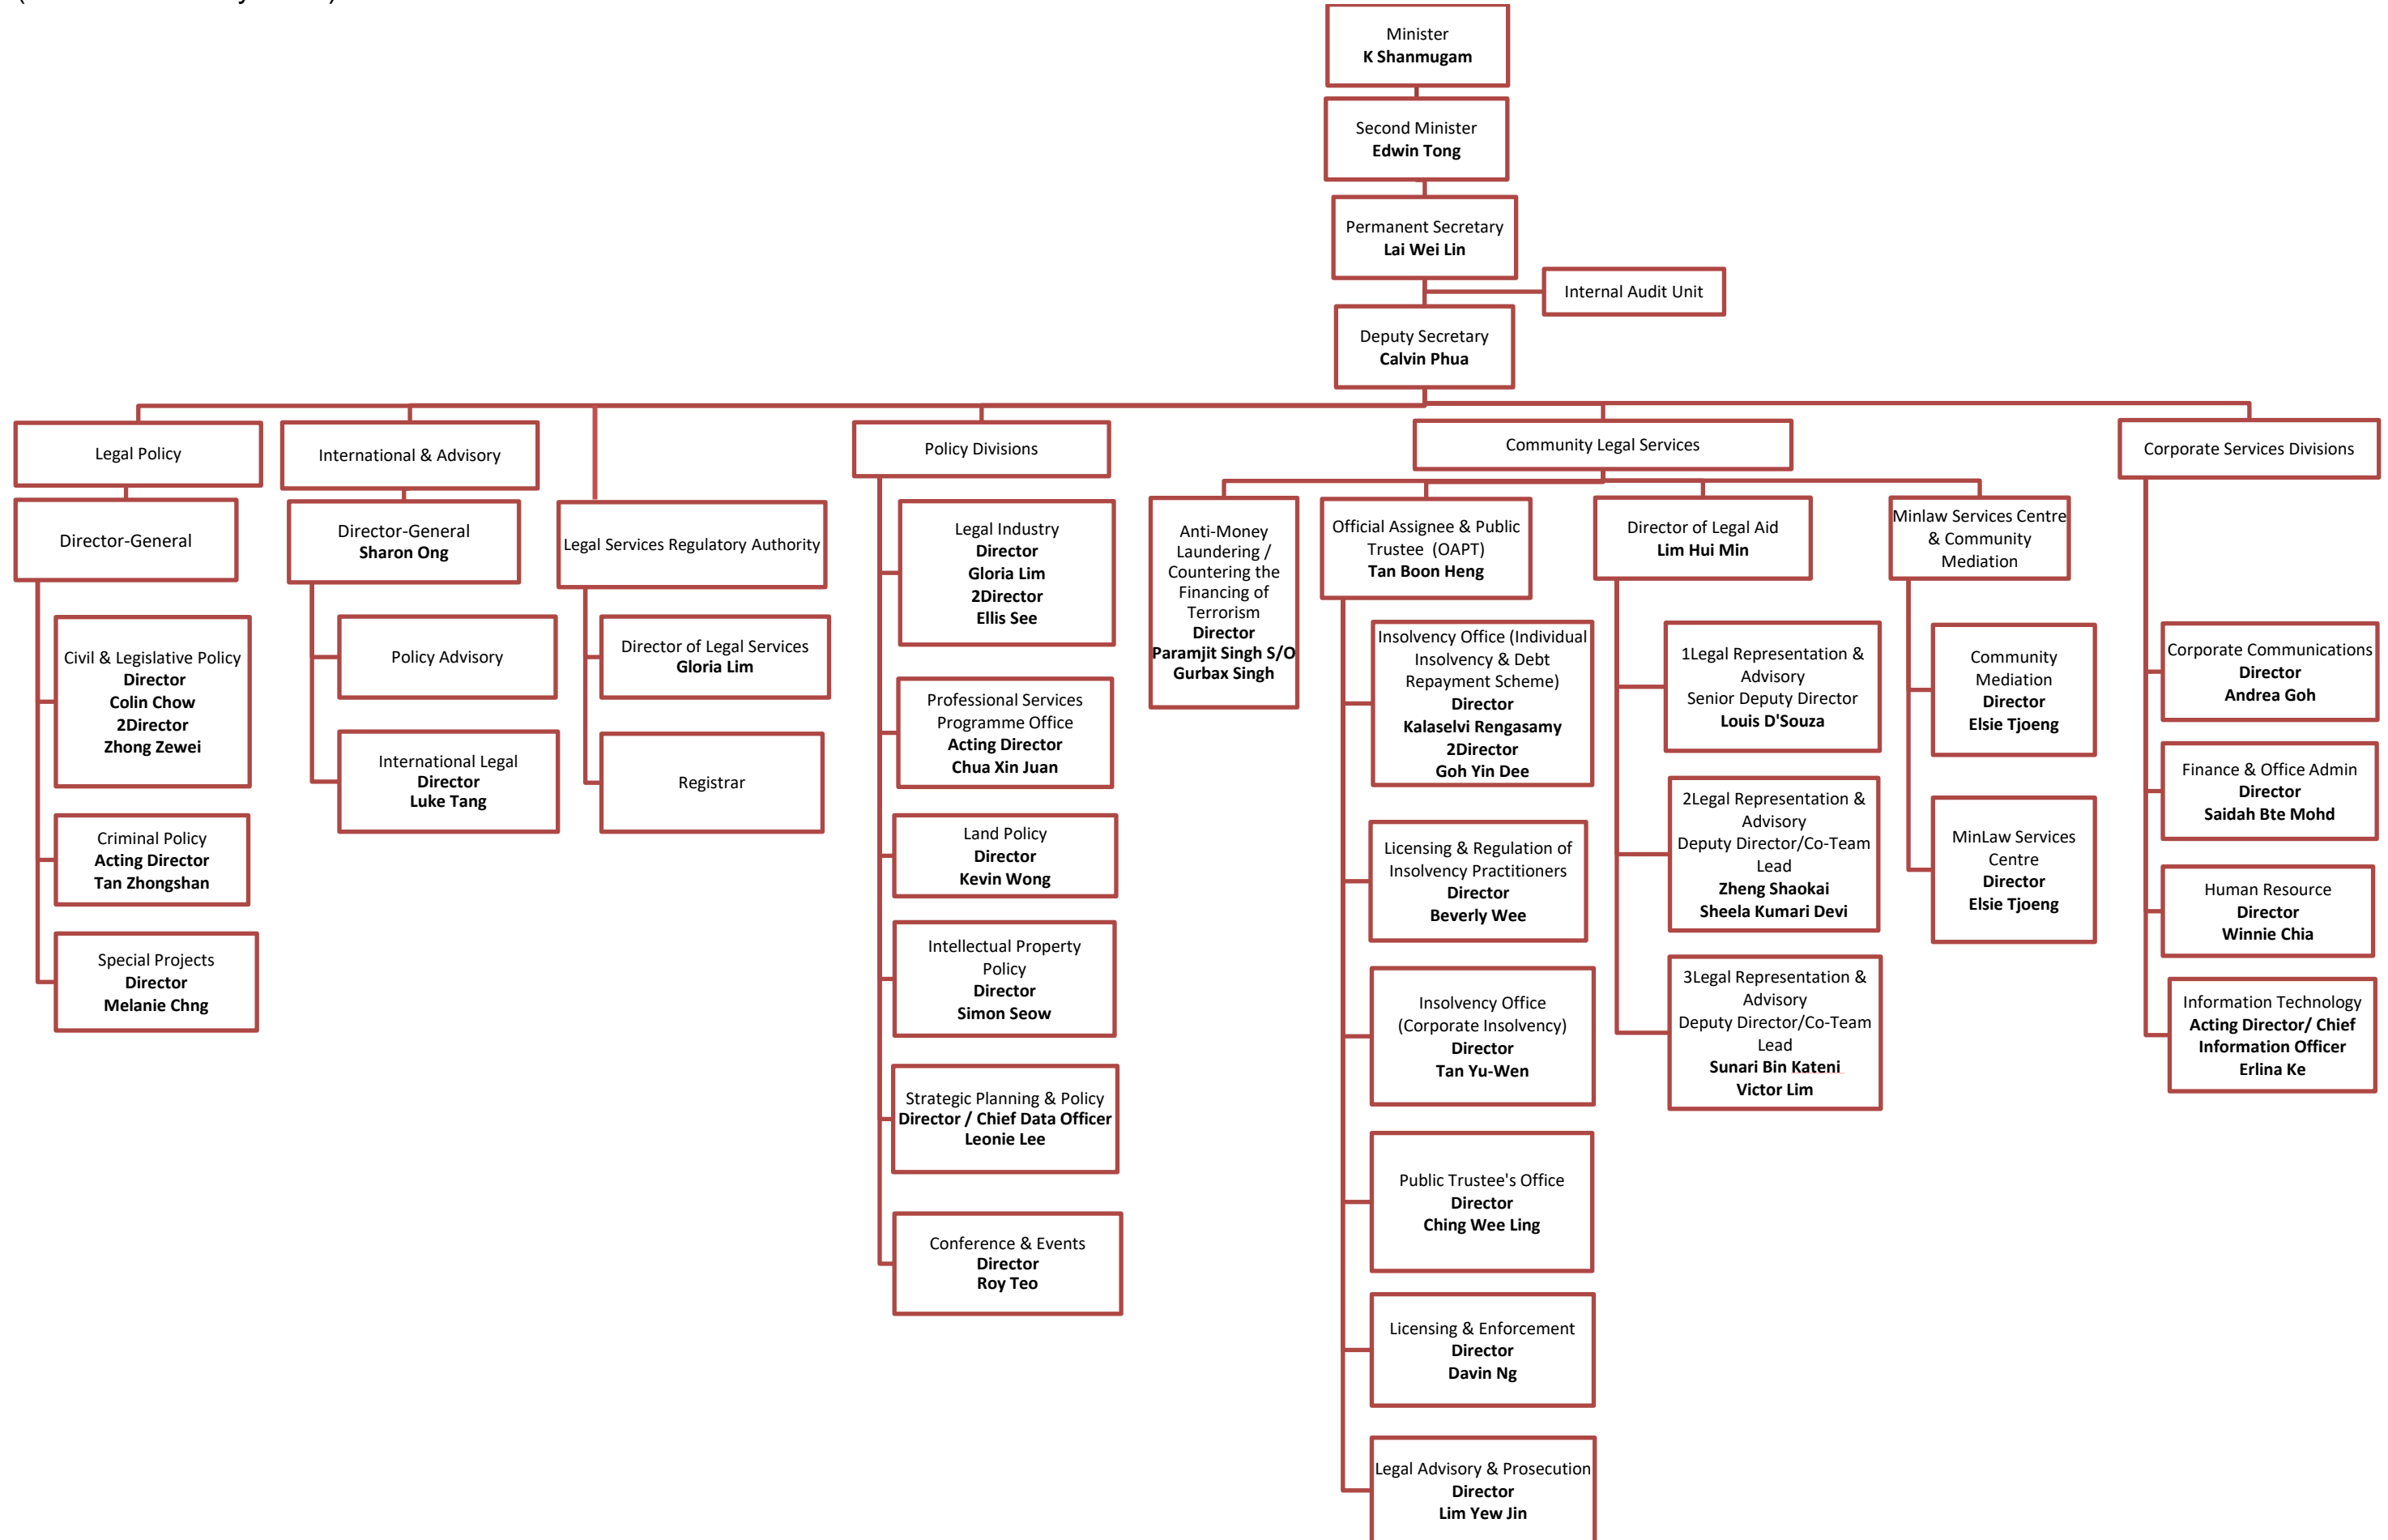 Minister
K Shanmugam
Second Minister
Edwin Tong
Permanent Secretary
Lai Wei Lin
Internal Audit Unit
Deputy Secretary
Calvin Phua
Legal Policy
Director-General
Civil & Legislative Policy
Director
Colin Chow
2Director
Zhong Zewei
Criminal Policy
Acting Director
Tan Zhongshan
Special Projects
Director
Melanie Chng
International & Advisory
Director-General
Sharon Ong
Policy Advisory
International Legal
Director
Luke Tang
Legal Services Regulatory Authority
Director of Legal Services
Gloria Lim
Registrar
Policy Divisions
Legal Industry
Director
Gloria Lim
2Director
Ellis See
Professional Services
Programme Office
Acting Director
Chua Xin Juan
Land Policy
Director
Kevin Wong
Intellectual Property
Policy
Director
Simon Seow
Strategic Planning & Policy
Director / Chief Data Officer
Leonie Lee
Conference & Events
Director
Roy Teo
Community Legal Services
Anti-Money
Laundering /
Countering the
Financing of
Terrorism
Director
Paramjit Singh S/O
Gurbax Singh
Official Assignee & Public
Trustee (OAPT)
Tan Boon Heng
Insolvency Office (Individual
Insolvency & Debt
Repayment Scheme)
Director
Kalaselvi Rengasamy
2Director
Goh Yin Dee
Licensing & Regulation of
Insolvency Practitioners
Director
Beverly Wee
Insolvency Office
(Corporate Insolvency)
Director
Tan Yu-Wen
Public Trustee's Office
Director
Ching Wee Ling
Licensing & Enforcement
Director
Davin Ng
Legal Advisory & Prosecution
Director
Lim Yew Jin
Director of Legal Aid
Lim Hui Min
1Legal Representation &
Advisory
Senior Deputy Director
Louis D'Souza
2Legal Representation &
Advisory
Deputy Director/Co-Team
Lead
Zheng Shaokai
Sheela Kumari Devi
3Legal Representation &
Advisory
Deputy Director/Co-Team
Lead
Sunari Bin Kateni
Victor Lim
Minlaw Services Centre
& Community
Mediation
Community
Mediation
Director
Elsie Tjoeng
MinLaw Services
Centre
Director
Elsie Tjoeng
Corporate Services Divisions
Corporate Communications
Director
Andrea Goh
Finance & Office Admin
Director
Saidah Bte Mohd
Human Resource
Director
Winnie Chia
Information Technology
Acting Director/ Chief
Information Officer
Erlina Ke